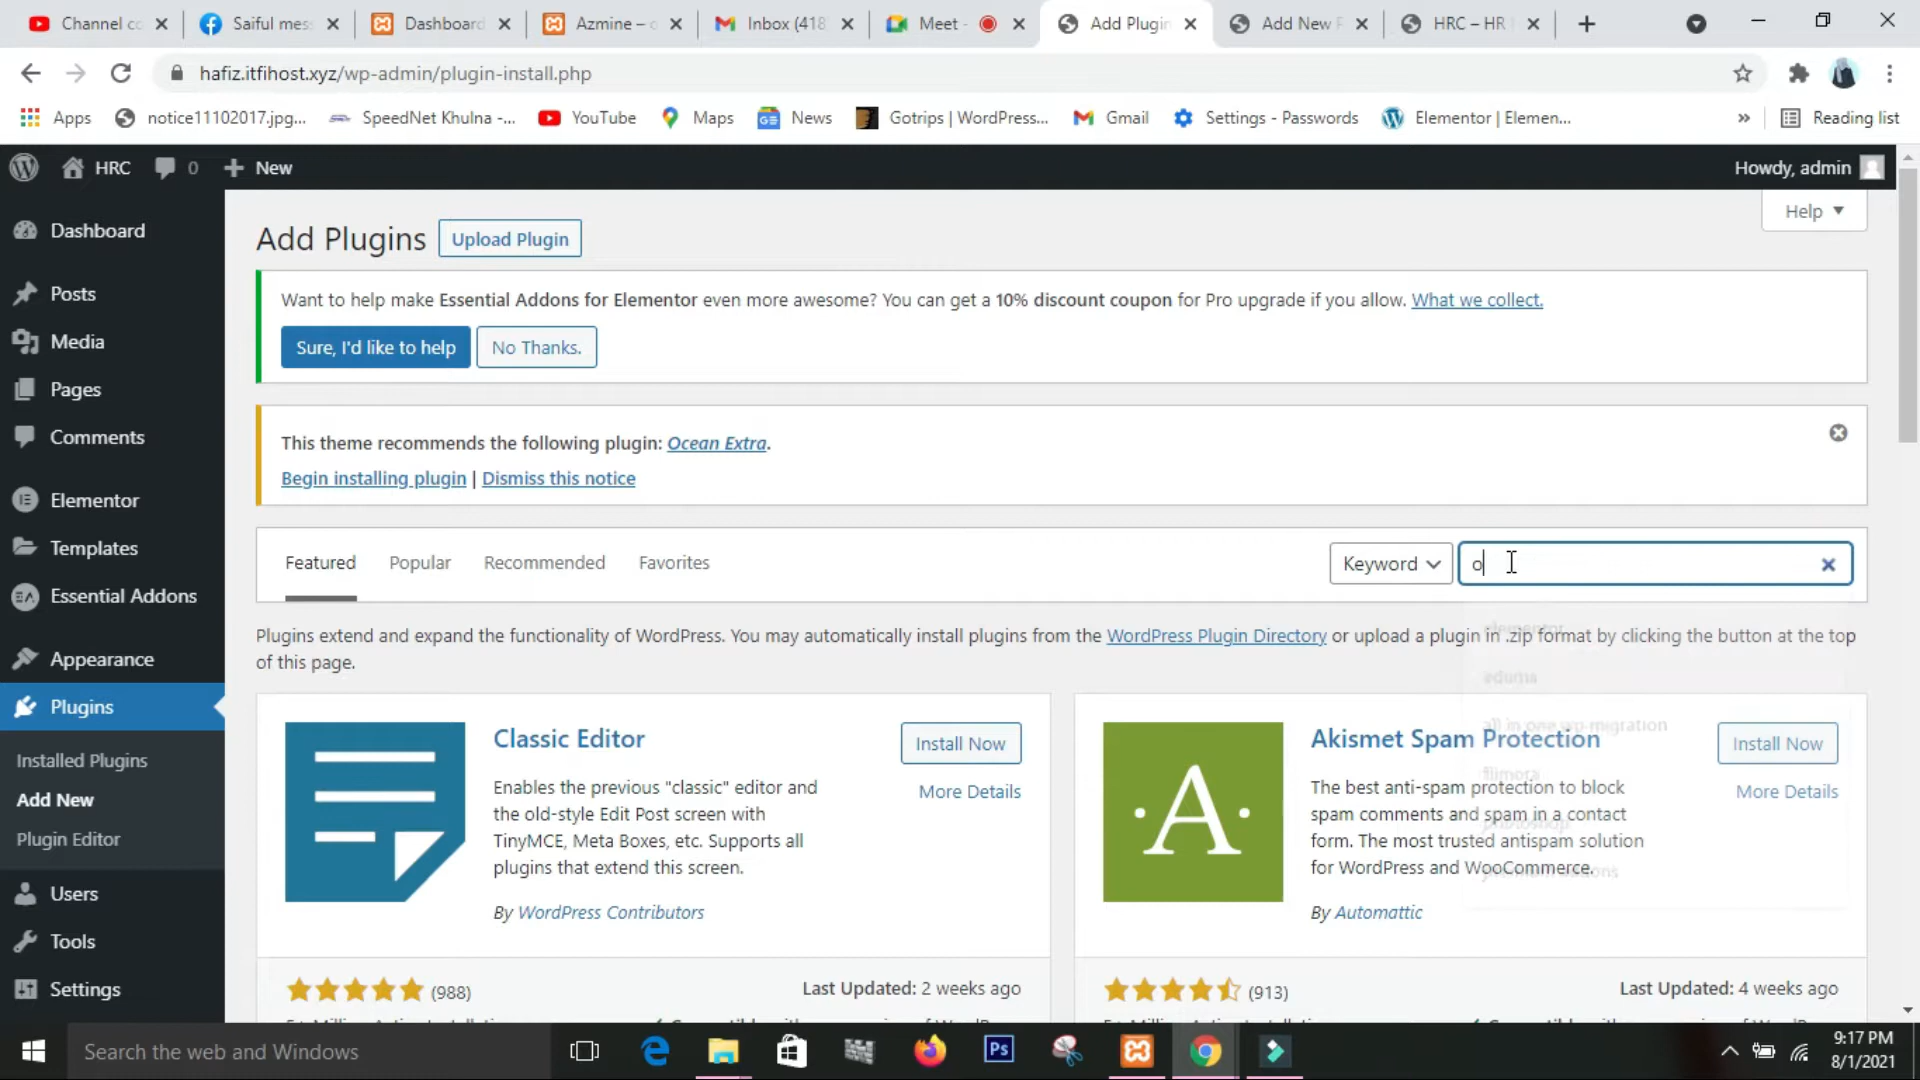 Channel co
Saiful mess
Dashboard
Azmine – o
Inbox (418
Meet -
Add Plugin
Add New P
HRC – HR
hafiz.itfihost.xyz/wp-admin/plugin-install.php
Apps
notice11102017.jpg...
SpeedNet Khulna -...
YouTube
Maps
News
Gotrips | WordPress...
Gmail
Settings - Passwords
Elementor | Elemen...
»
Reading list
HRC
0
New
Howdy, admin
Help
Dashboard
Posts
Media
Pages
Comments
Elementor
Templates
Essential Addons
Appearance
Plugins
Installed Plugins
Add New
Plugin Editor
Users
Tools
Settings
Add Plugins
Upload Plugin
Want to help make Essential Addons for Elementor even more awesome? You can get a 10% discount coupon for Pro upgrade if you allow. What we collect.
Sure, I'd like to help
No Thanks.
This theme recommends the following plugin: Ocean Extra.
Begin installing plugin | Dismiss this notice
Featured
Popular
Recommended
Favorites
Keyword
o
Plugins extend and expand the functionality of WordPress. You may automatically install plugins from the WordPress Plugin Directory or upload a plugin in .zip format by clicking the button at the top
of this page.
elementor
eduma
all in one wp migration
filmora
photoshop
Classic Editor
Install Now
More Details
Enables the previous "classic" editor and
the old-style Edit Post screen with
TinyMCE, Meta Boxes, etc. Supports all
plugins that extend this screen.
By WordPress Contributors
(988)
Last Updated: 2 weeks ago
A
Akismet Spam Protection
Install Now
More Details
The best anti-spam protection to block
spam comments and spam in a contact
form. The most trusted antispam solution
for WordPress and WooCommerce.
By Automattic
(913)
Last Updated: 4 weeks ago
Search the web and Windows
Ps
9:17 PM
8/1/2021